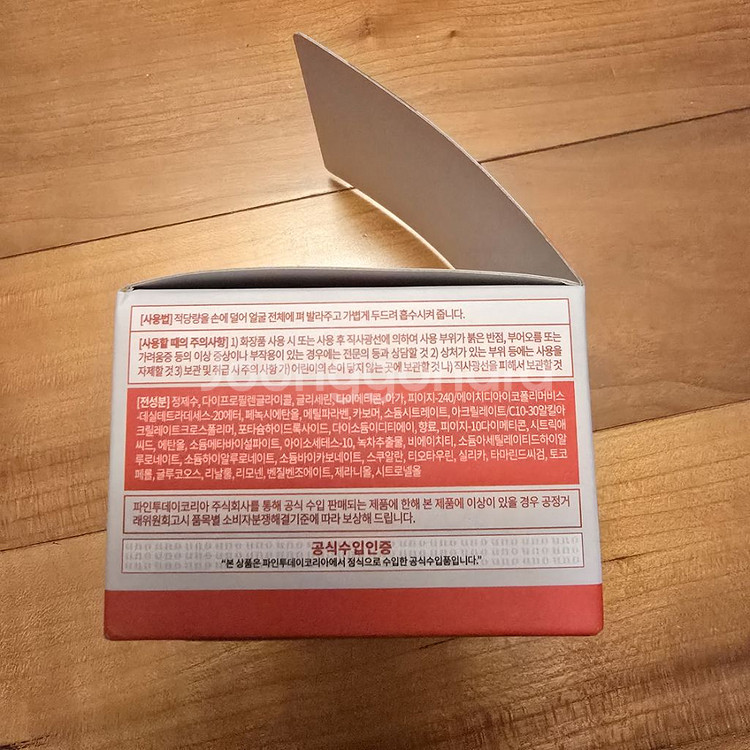 [사용법] 적당량을 손에 덜어 얼굴 전체에 펴 발라주고 가볍게 두드려 흡수시켜 줍니다.
[사용할 때의 주의사항] 1) 화장품 사용 시 또는 사용 후 직사광선에 의하여 사용 부위가 붉은 반점, 부어오름 또는
가려움증 등의 이상 증상이나 부작용이 있는 경우에는 전문의 등과 상담할 것 2) 상처가 있는 부위 등에는 사용을
자제할 것 3) 보관 및 취급 시 주의 사항 가) 어린이의 손이 닿지 않는 곳에 보관할 것 나) 직사광선을 피해서 보관할 것
joonggonara
[전성분] 정제수, 다이프로필렌글라이콜, 글리세린, 다이메티콘, 아가, 피이지-240/에이치디아이코폴리머비스
-데실테트라데세스-20에터, 페녹시에탄올, 메틸파라벤, 카보머, 소듐시트레이트, 아크릴레이트/C10-30알킬아
크릴레이트크로스폴리머, 포타슘하이드록사이드, 다이소듐이디티에이, 향료, 피이지-10다이메티콘, 시트릭애
씨드, 에탄올, 소듐메타바이설파이트, 아이소세테스-10, 녹차추출물, 비에이치티, 소듐아세틸레이티드하이알
루로네이트, 소듐하이알루로네이트, 소듐바이카보네이트, 스쿠알란, 티오타우린, 실리카, 타마린드씨검, 토코
페롤, 글루코오스, 리날룰, 리모넨, 벤질벤조에이트, 제라니올, 시트로넬올
파인투데이코리아 주식회사를 통해 공식 수입 판매되는 제품에 한해 본 제품에 이상이 있을 경우 공정거
래위원회고시 품목별 소비자분쟁해결기준에 따라 보상해 드립니다.
공식수입인증
"본 상품은 파인투데이코리아에서 정식으로 수입한 공식수입품입니다."